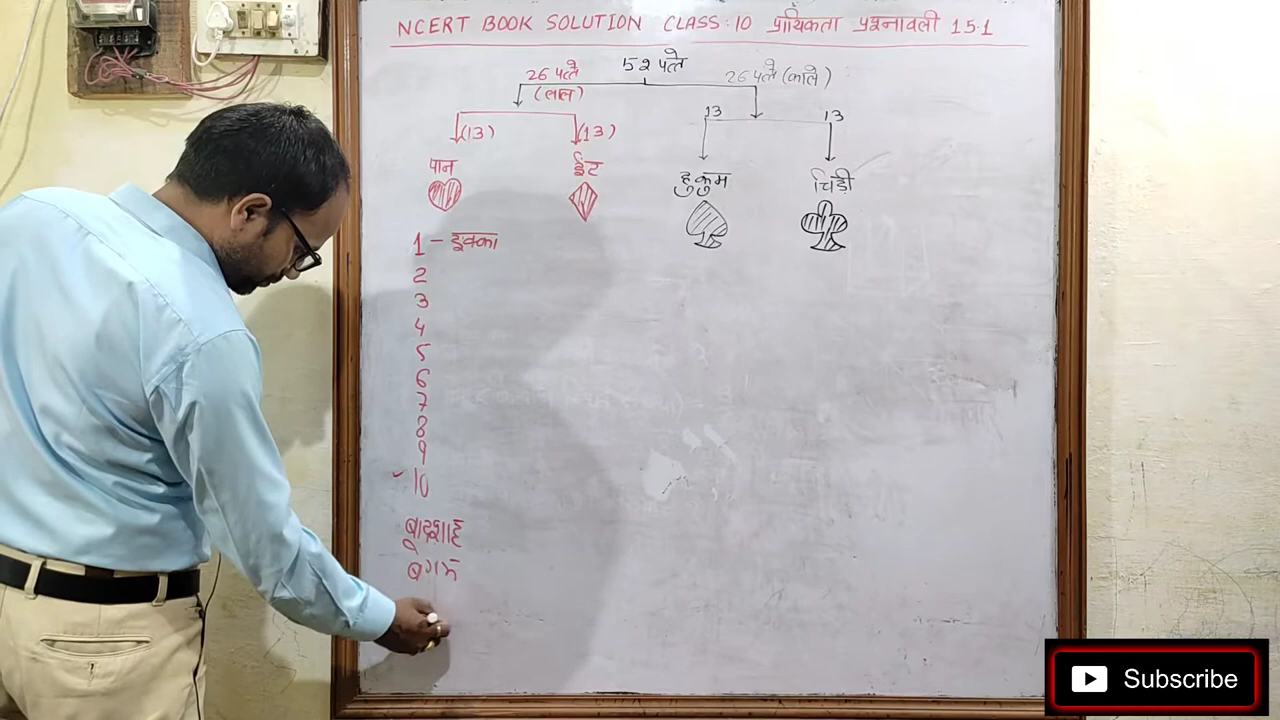 NCERT BOOK SOLUTION CLASS:10 प्रायिकता प्रश्नावली 15.1
52 पत्ते
26 पत्ते (लाल)
26 पत्ते (काले)
(13) (13) 13 13
पान ईंट हुकुम चिड़ी
1 – इक्का
2
3
4
5
6
7
8
9
10
बादशाह
बेगम
Subscribe